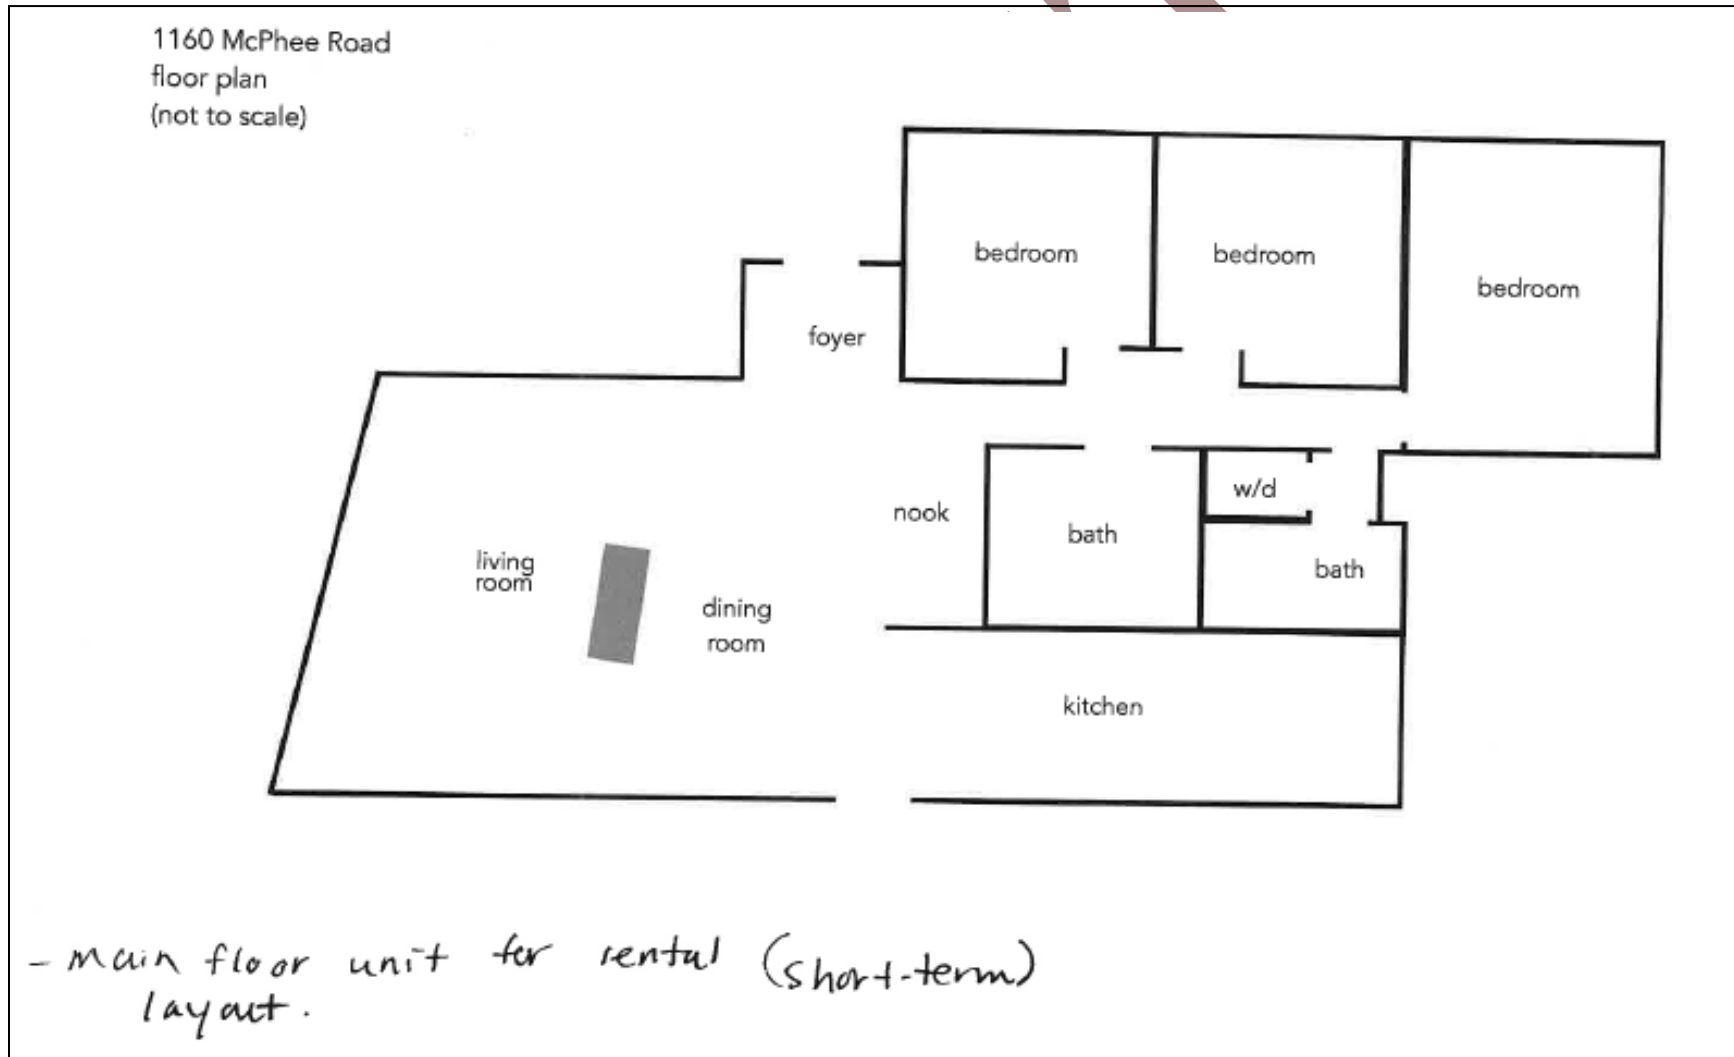 1160 McPhee Road
floor plan
(not to scale)
bedroom
bedroom
bedroom
foyer
nook
w/d
bath
bath
living
room
dining
room
kitchen
- main floor unit for rental (short-term)
layout.